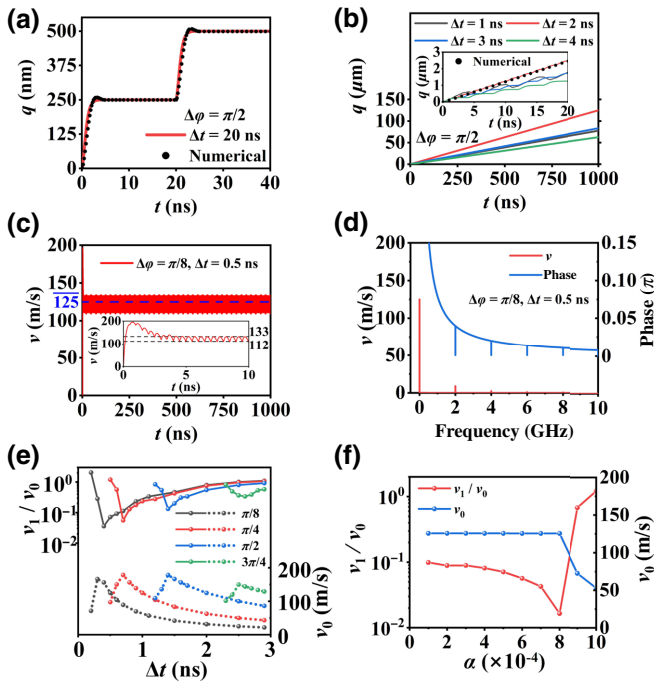 (a)
500
375
250
125
0
q (nm)
Δφ = π/2
Δt = 20 ns
Numerical
0 10 20 30 40
t (ns)
(b)
Δt = 1 ns Δt = 2 ns
Δt = 3 ns Δt = 4 ns
3
2
1
0
q (μm)
Numerical
0 5 10 15 20
t (ns)
150
100
50
0
q (μm)
Δφ = π/2
0 250 500 750 1000
t (ns)
(c)
200
150
125
100
50
0
v (m/s)
Δφ = π/8, Δt = 0.5 ns
200
100
0
v (m/s)
133
112
0 5 10
t (ns)
0 250 500 750 1000
t (ns)
(d)
200
150
100
50
0
v (m/s)
v
Phase
Δφ = π/8, Δt = 0.5 ns
0.15
0.10
0.05
0
Phase (π)
0 2 4 6 8 10
Frequency (GHz)
(e)
10⁰
10⁻¹
10⁻²
v₁ / v₀
π/8
π/4
π/2
3π/4
200
100
0
v₀ (m/s)
0 1 2 3
Δt (ns)
(f)
10⁰
10⁻¹
10⁻²
v₁ / v₀
v₁ / v₀
v₀
200
150
100
50
0
v₀ (m/s)
0 2 4 6 8 10
α (×10⁻⁴)